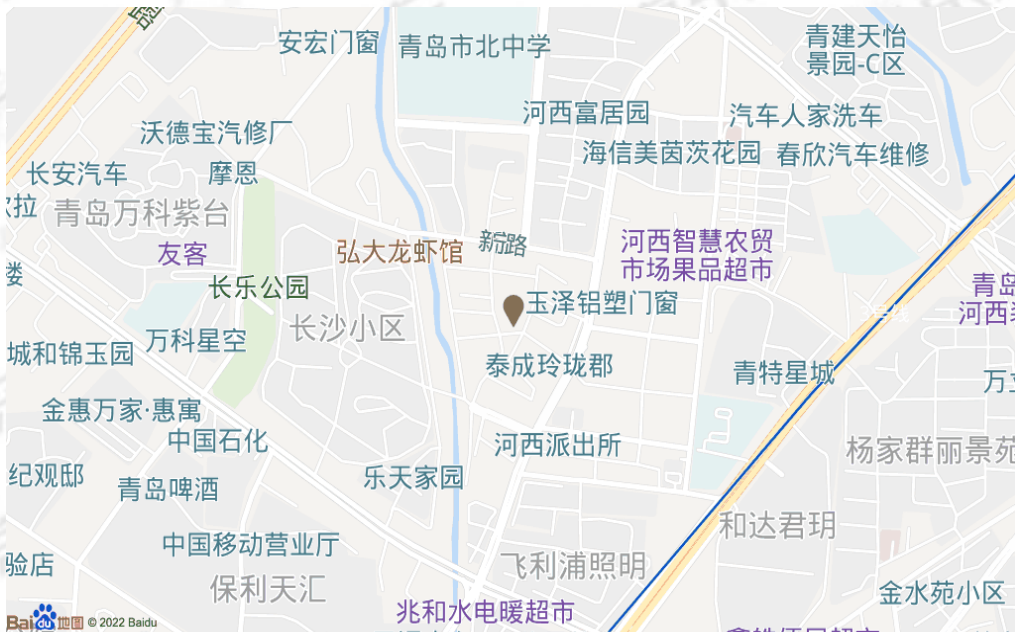 安宏门窗
青岛市北中学
青建天怡
景园-C区
河西富居园
汽车人家洗车
沃德宝汽修厂
海信美茵茨花园
春欣汽车维修
长安汽车
摩恩
青岛万科紫台
友客
弘大龙虾馆
河西智慧农贸
市场果品超市
长乐公园
玉泽铝塑门窗
青岛
河西
长沙小区
万科星空
城和锦玉园
泰成玲珑郡
青特星城
金惠万家·惠寓
中国石化
河西派出所
杨家群丽景苑
纪观邸
青岛啤酒
乐天家园
和达君玥
中国移动营业厅
验店
保利天汇
飞利浦照明
金水苑小区
兆和水电暖超市
Bai du 地图 © 2022 Baidu